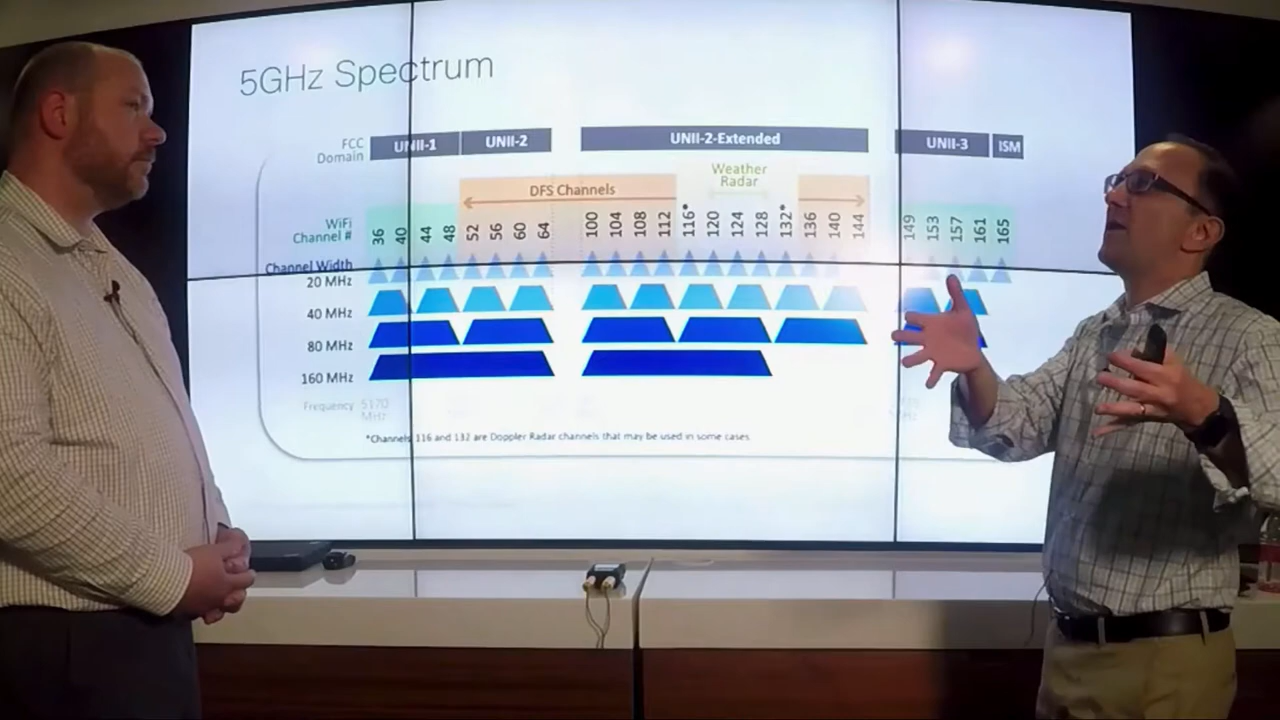 5GHz Spectrum
FCC Domain
UNII-1
UNII-2
UNII-2-Extended
UNII-3
ISM
DFS Channels
Weather Radar
WiFi Channel #
36 40 44 48 52 56 60 64 100 104 108 112 116* 120 124 128 132* 136 140 144 149 153 157 161 165
Channel Width
20 MHz
40 MHz
80 MHz
160 MHz
Frequency
5170 MHz
*Channels 116 and 132 are Doppler Radar channels that may be used in some cases